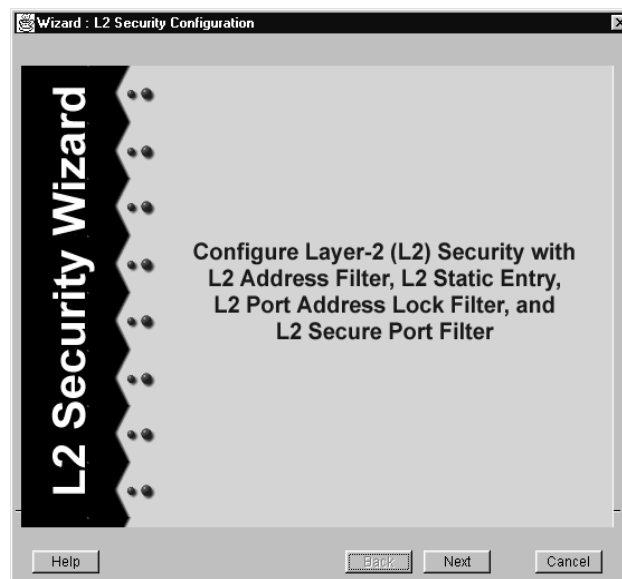 Wizard : L2 Security Configuration
L2 Security Wizard
Configure Layer-2 (L2) Security with
L2 Address Filter, L2 Static Entry,
L2 Port Address Lock Filter, and
L2 Secure Port Filter
Help
Back
Next
Cancel